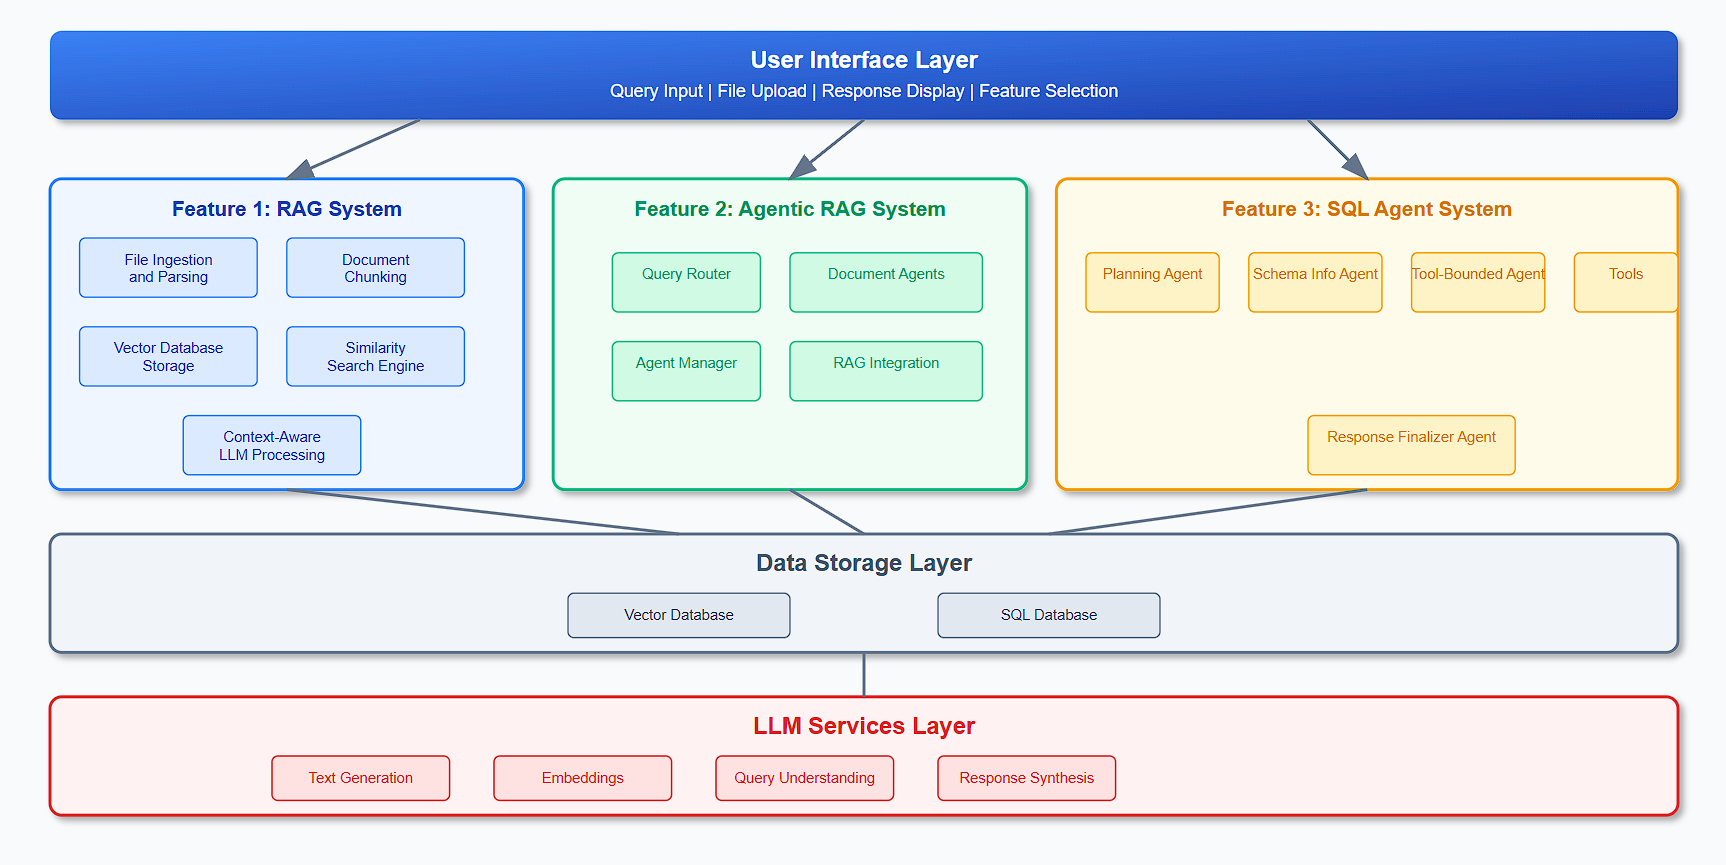 User Interface Layer
Query Input | File Upload | Response Display | Feature Selection
Feature 1: RAG System
File Ingestion
and Parsing
Document
Chunking
Vector Database
Storage
Similarity
Search Engine
Context-Aware
LLM Processing
Feature 2: Agentic RAG System
Query Router
Document Agents
Agent Manager
RAG Integration
Feature 3: SQL Agent System
Planning Agent
Schema Info Agent
Tool-Bounded Agent
Tools
Response Finalizer Agent
Data Storage Layer
Vector Database
SQL Database
LLM Services Layer
Text Generation
Embeddings
Query Understanding
Response Synthesis